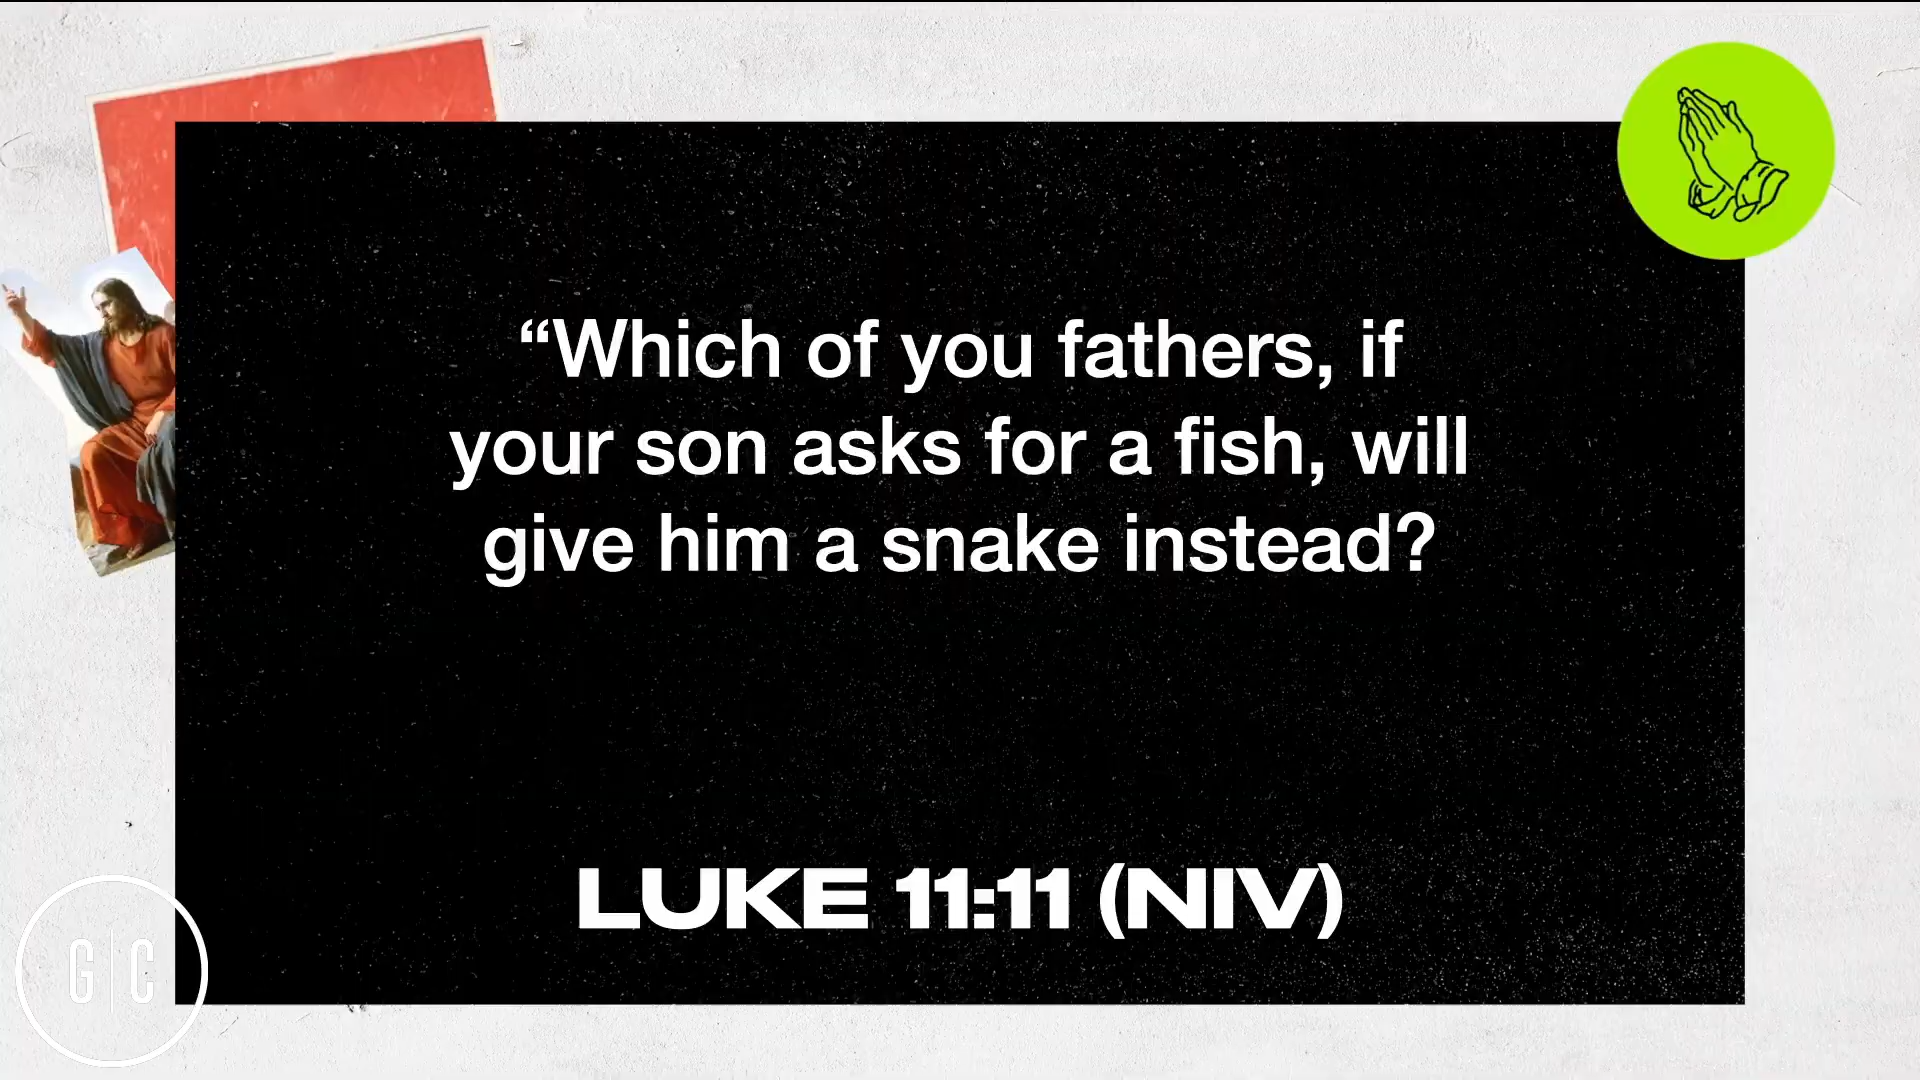 “Which of you fathers, if
your son asks for a fish, will
give him a snake instead?
LUKE 11:11 (NIV)
G|C